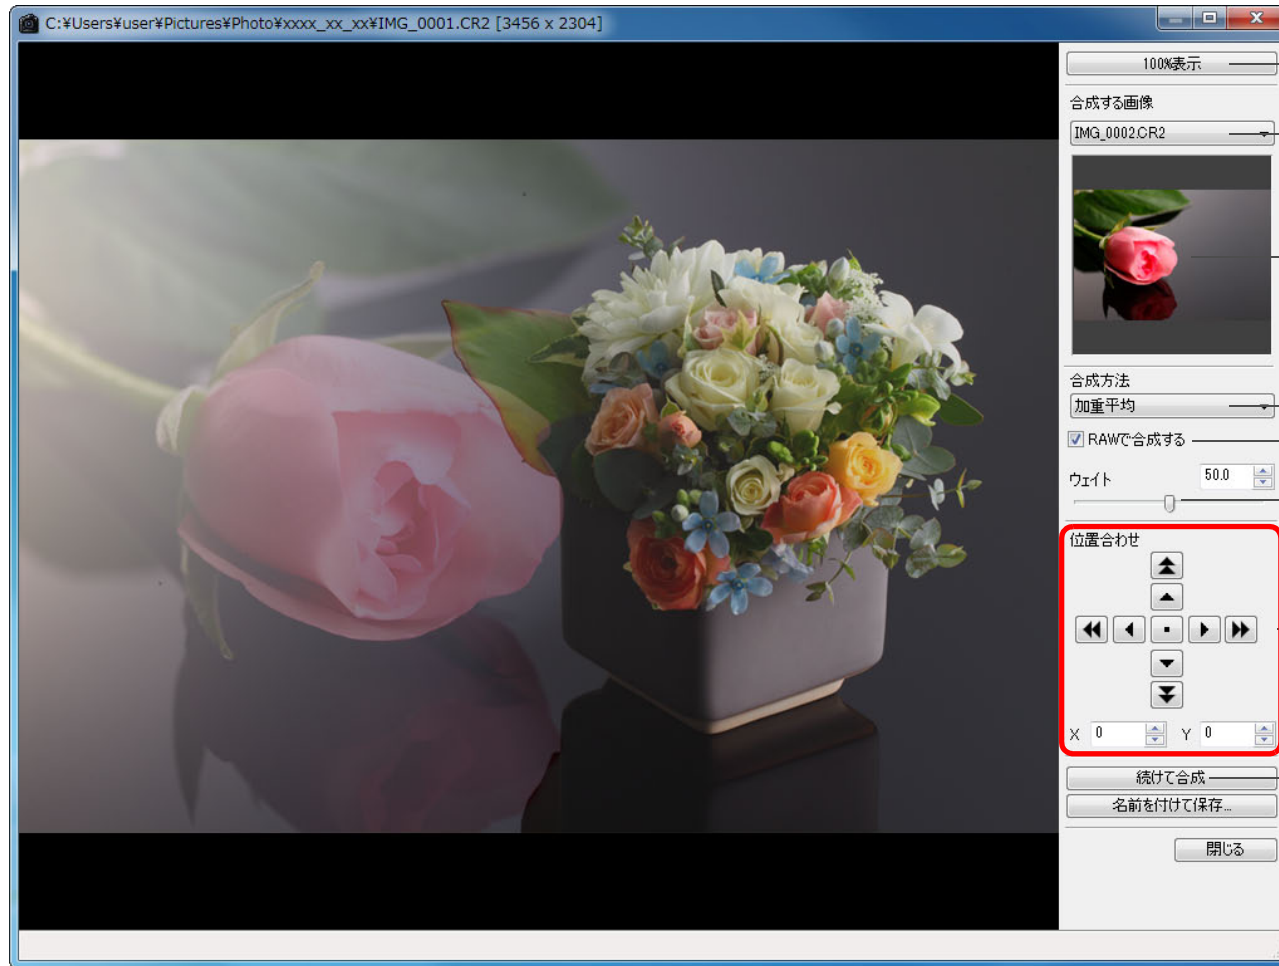 C:¥Users¥user¥Pictures¥Photo¥xxxx_xx_xx¥IMG_0001.CR2 [3456 x 2304]
100%表示
合成する画像
IMG_0002.CR2
合成方法
加重平均
RAWで合成する
ウェイト 50.0
位置合わせ
X 0 Y 0
続けて合成
名前を付けて保存...
閉じる